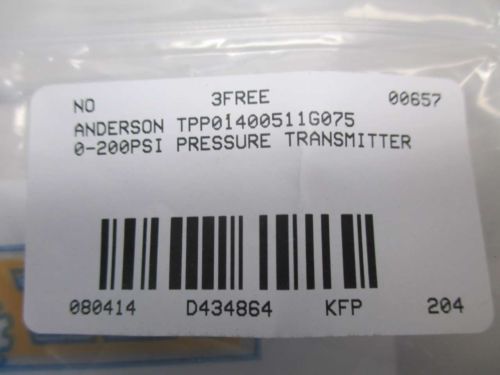 NO 3FREE 00657
ANDERSON TPP01400511G075
0-200PSI PRESSURE TRANSMITTER
080414 D434864 KFP 204